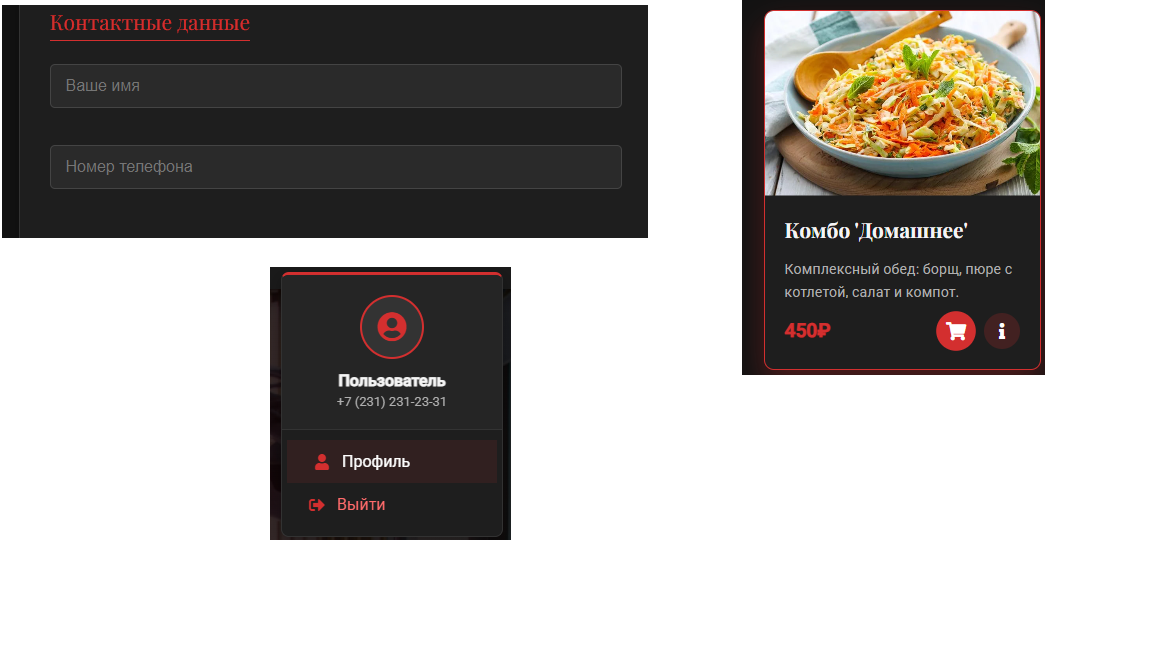 Контактные данные
Ваше имя
Номер телефона
Пользователь
+7 (231) 231-23-31
Профиль
Выйти
Комбо 'Домашнее'
Комплексный обед: борщ, пюре с
котлетой, салат и компот.
450₽